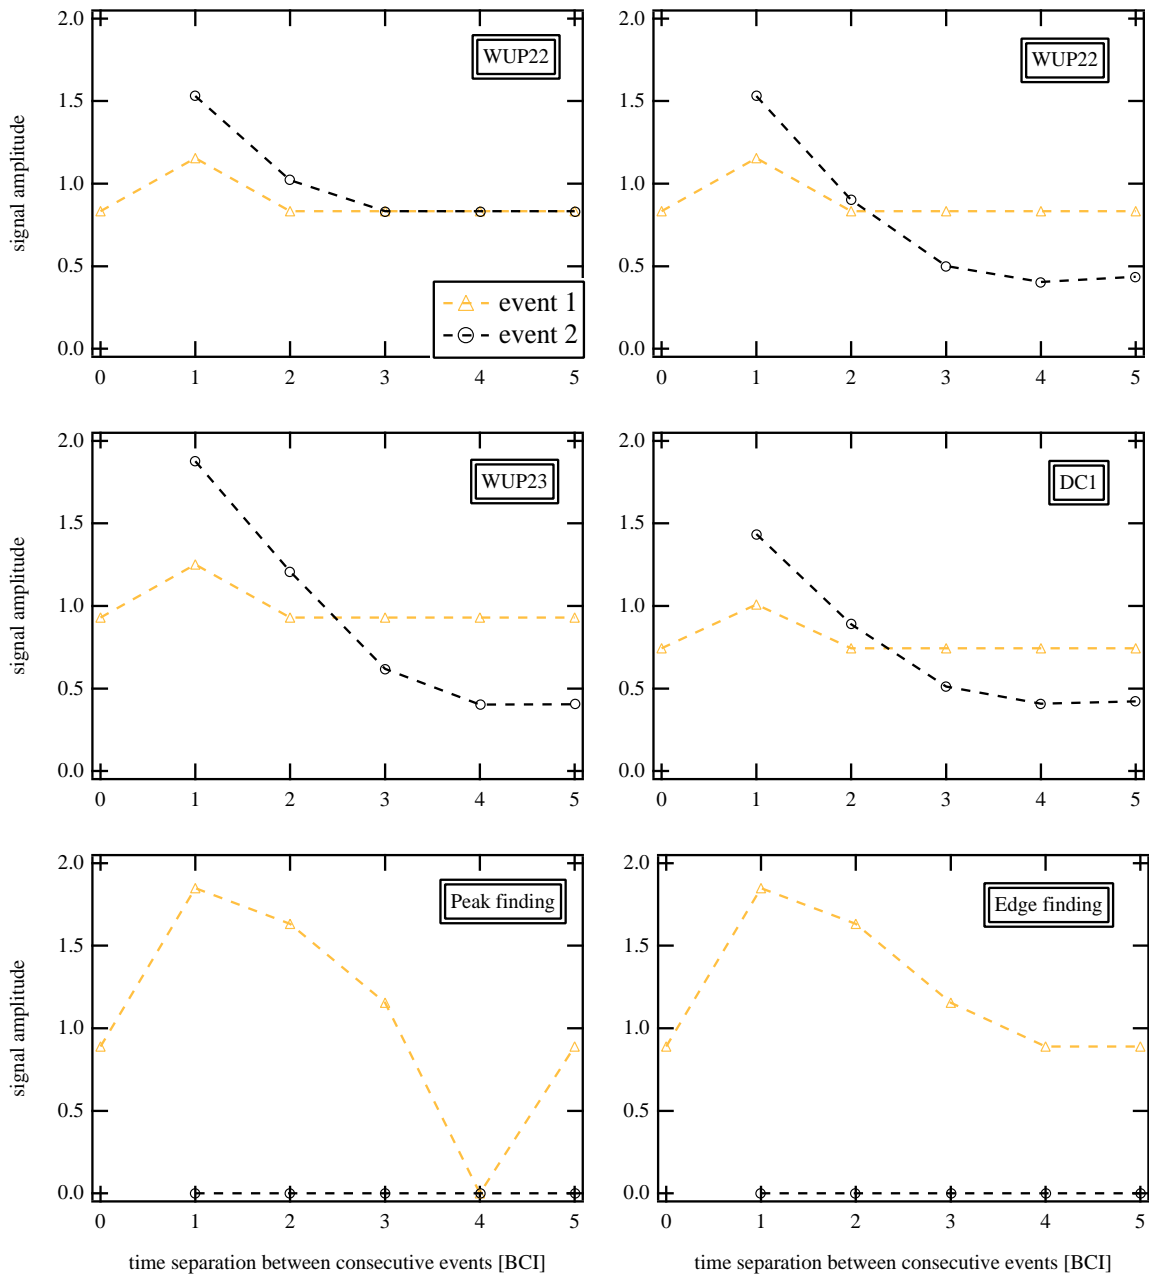 2.0
1.5
1.0
0.5
0.0
signal amplitude
WUP22
event 1
event 2
0 1 2 3 4 5
2.0
1.5
1.0
0.5
0.0
WUP22
0 1 2 3 4 5
2.0
1.5
1.0
0.5
0.0
signal amplitude
WUP23
0 1 2 3 4 5
2.0
1.5
1.0
0.5
0.0
DC1
0 1 2 3 4 5
2.0
1.5
1.0
0.5
0.0
signal amplitude
Peak finding
0 1 2 3 4 5
time separation between consecutive events [BCI]
2.0
1.5
1.0
0.5
0.0
Edge finding
0 1 2 3 4 5
time separation between consecutive events [BCI]